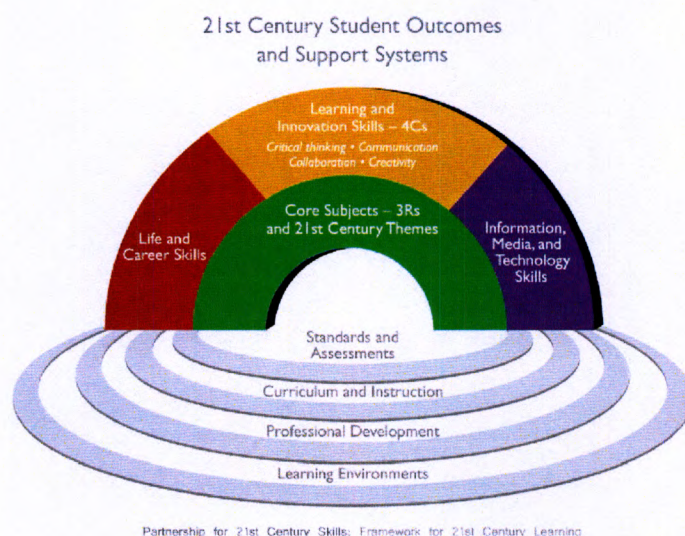 21st Century Student Outcomes
and Support Systems
Learning and
Innovation Skills – 4Cs
Critical thinking • Communication
Collaboration • Creativity
Core Subjects – 3Rs
and 21st Century Themes
Life and
Career Skills
Information,
Media, and
Technology
Skills
Standards and
Assessments
Curriculum and Instruction
Professional Development
Learning Environments
Partnership for 21st Century Skills: Framework for 21st Century Learning